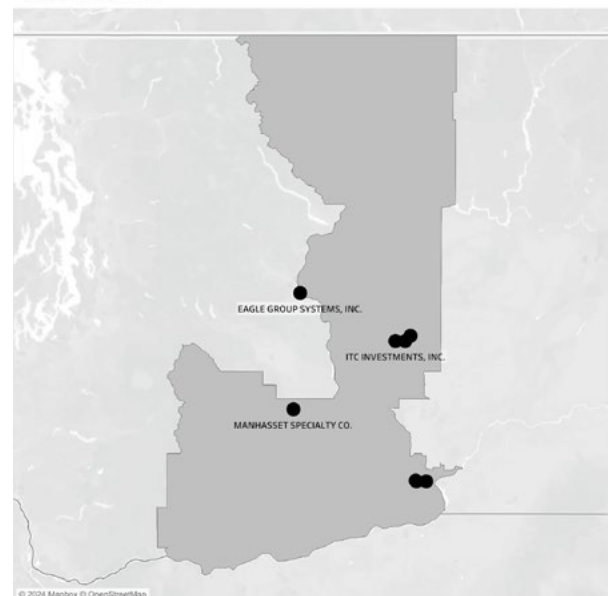 EAGLE GROUP SYSTEMS, INC.
ITC INVESTMENTS, INC.
MANHASSET SPECIALTY CO.
© 2024 Mapbox © OpenStreetMap